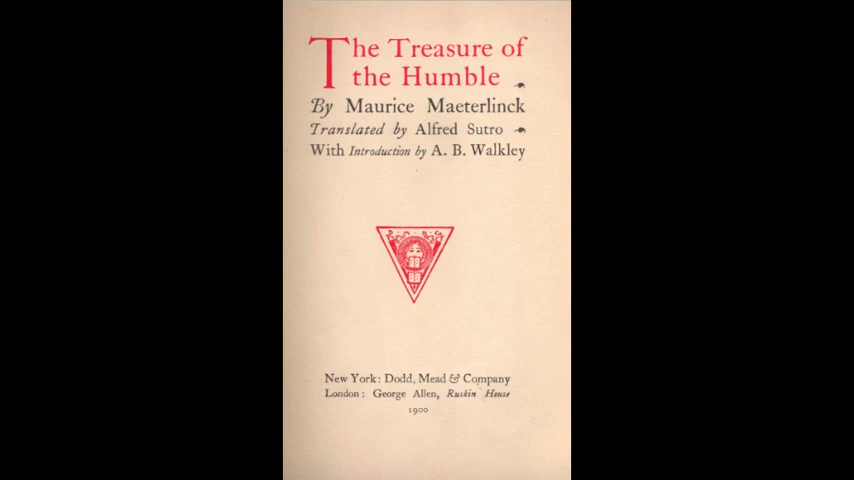 The Treasure of
the Humble
By Maurice Maeterlinck
Translated by Alfred Sutro
With Introduction by A. B. Walkley
New York: Dodd, Mead & Company
London: George Allen, Ruskin House
1900